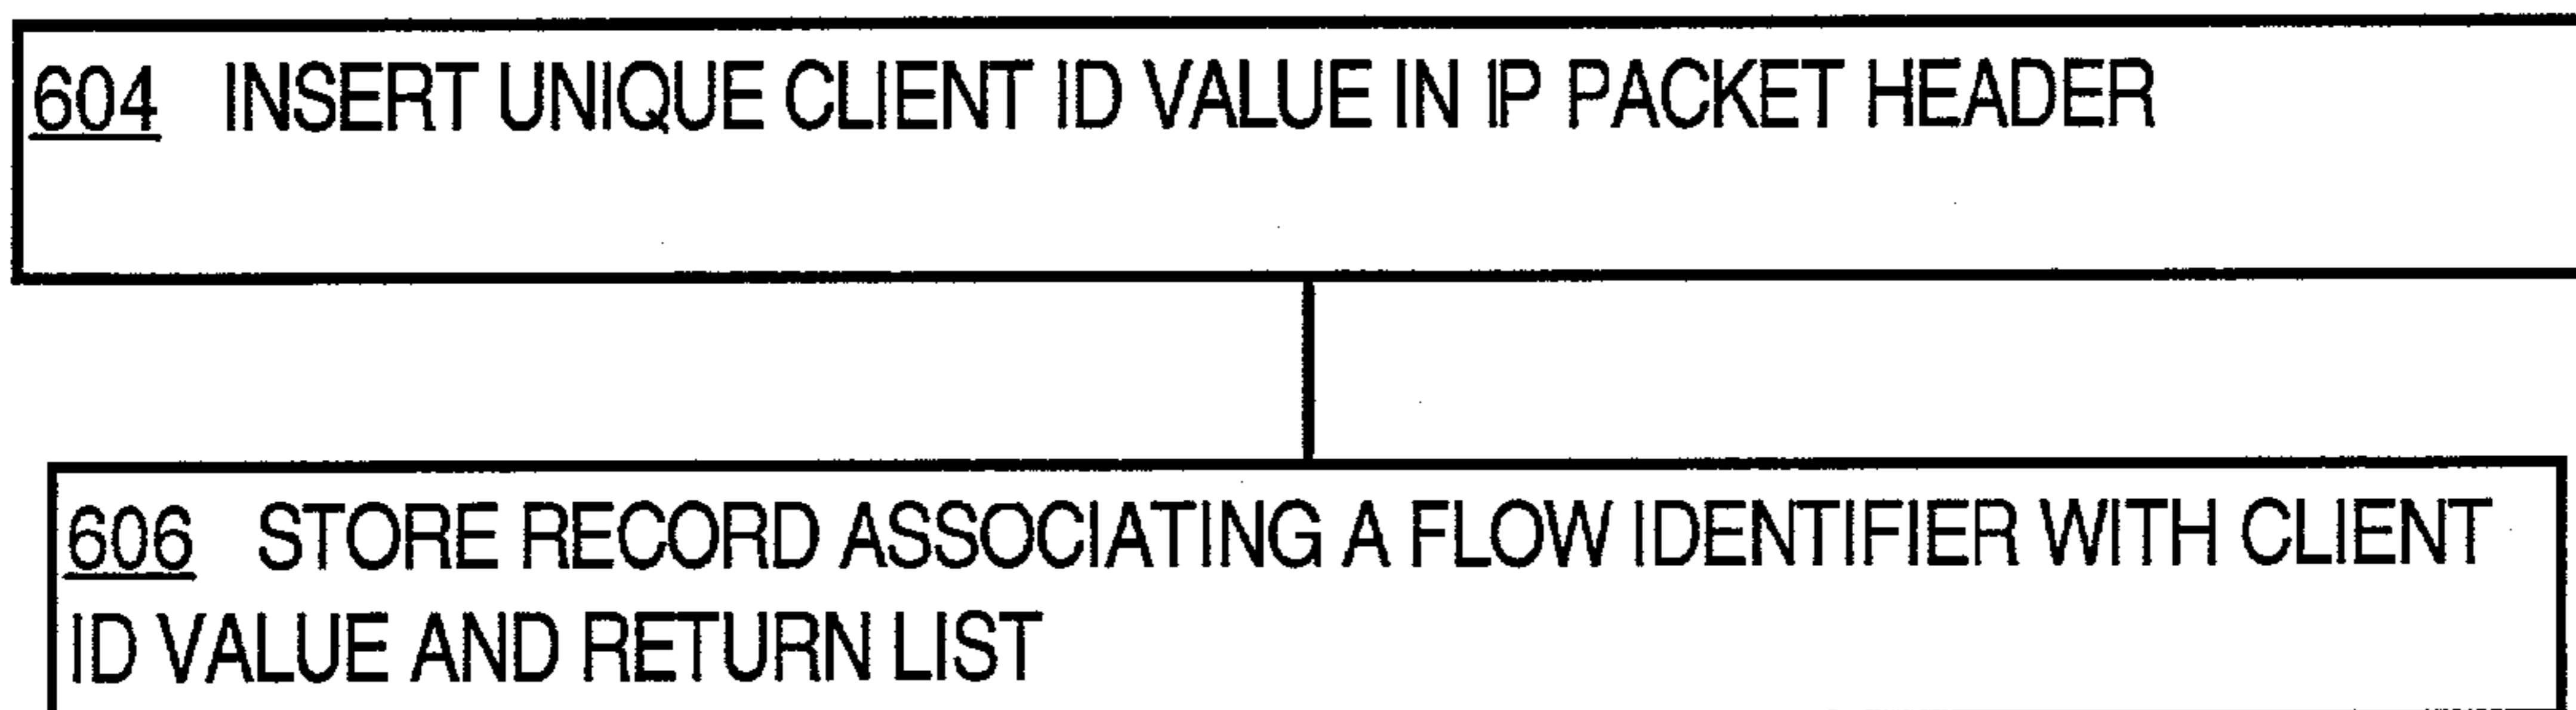 604 INSERT UNIQUE CLIENT ID VALUE IN IP PACKET HEADER
606 STORE RECORD ASSOCIATING A FLOW IDENTIFIER WITH CLIENT
ID VALUE AND RETURN LIST